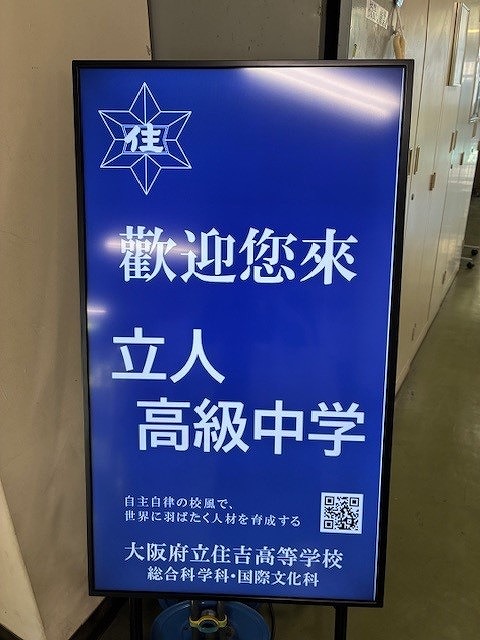 住
歡迎您來
立人
高級中学
自主自律の校風で、
世界に羽ばたく人材を育成する
大阪府立住吉高等学校
総合科学科・国際文化科